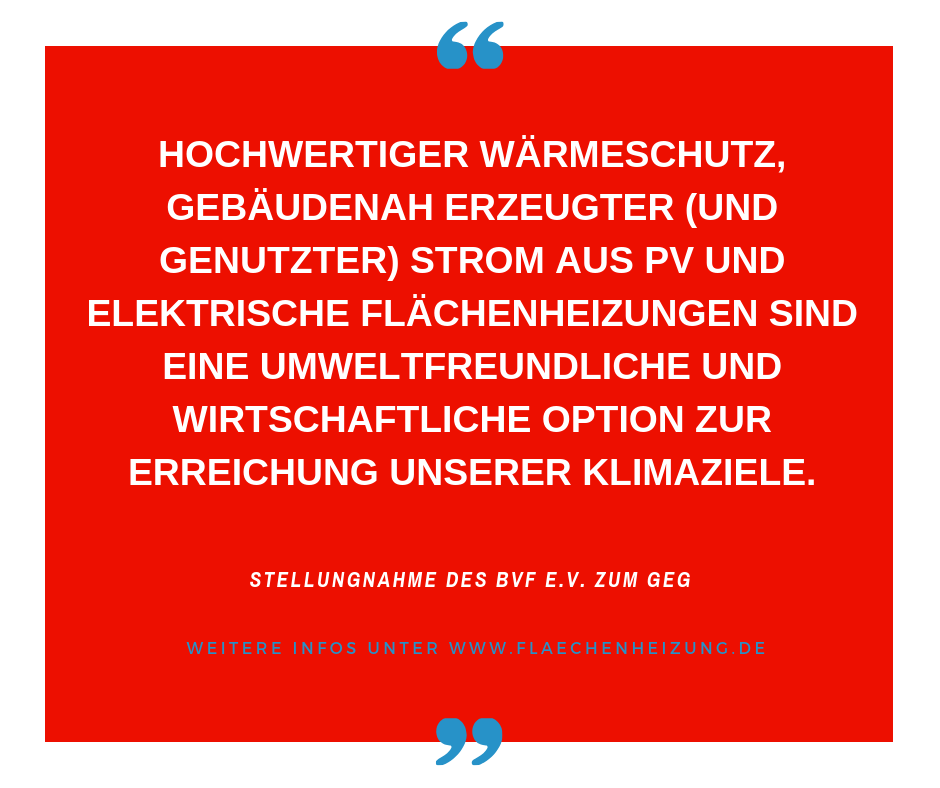 “
HOCHWERTIGER WÄRMESCHUTZ,
GEBÄUDENAH ERZEUGTER (UND
GENUTZTER) STROM AUS PV UND
ELEKTRISCHE FLÄCHENHEIZUNGEN SIND
EINE UMWELTFREUNDLICHE UND
WIRTSCHAFTLICHE OPTION ZUR
ERREICHUNG UNSERER KLIMAZIELE.
STELLUNGNAHME DES BVF E.V. ZUM GEG
WEITERE INFOS UNTER WWW.FLAECHENHEIZUNG.DE
”